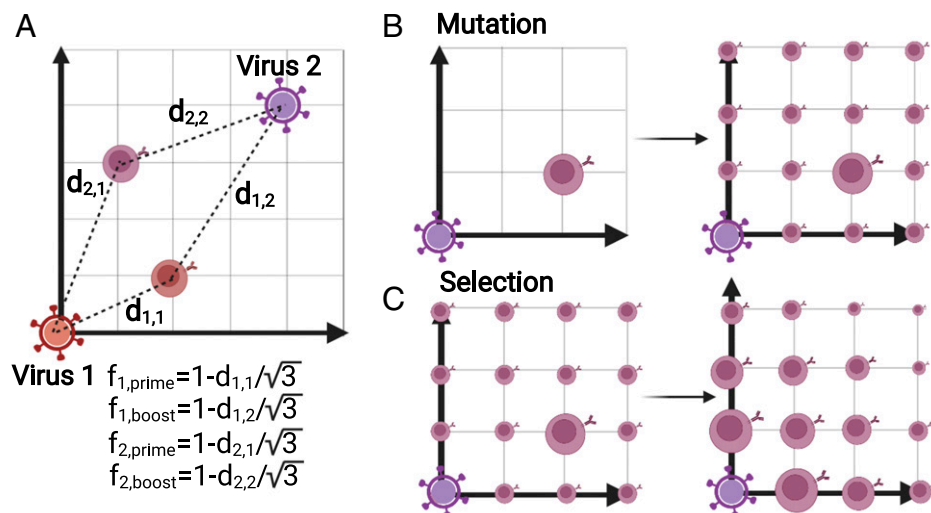 A
Virus 2
d2,2
d2,1
d1,2
d1,1
Virus 1
f1,prime=1-d1,1/√3
f1,boost=1-d1,2/√3
f2,prime=1-d2,1/√3
f2,boost=1-d2,2/√3
B
Mutation
C
Selection